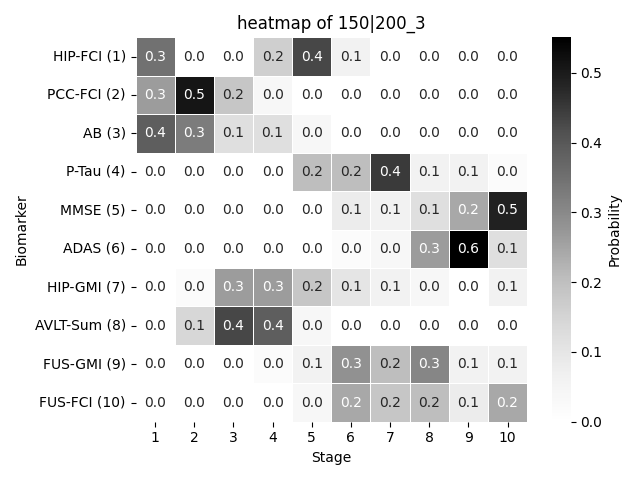 heatmap of 150|200_3
HIP-FCI (1) 0.3 0.0 0.0 0.2 0.4 0.1 0.0 0.0 0.0 0.0
PCC-FCI (2) 0.3 0.5 0.2 0.0 0.0 0.0 0.0 0.0 0.0 0.0
AB (3) 0.4 0.3 0.1 0.1 0.0 0.0 0.0 0.0 0.0 0.0
P-Tau (4) 0.0 0.0 0.0 0.0 0.2 0.2 0.4 0.1 0.1 0.0
MMSE (5) 0.0 0.0 0.0 0.0 0.0 0.1 0.1 0.1 0.2 0.5
ADAS (6) 0.0 0.0 0.0 0.0 0.0 0.0 0.0 0.3 0.6 0.1
HIP-GMI (7) 0.0 0.0 0.3 0.3 0.2 0.1 0.1 0.0 0.0 0.1
AVLT-Sum (8) 0.0 0.1 0.4 0.4 0.0 0.0 0.0 0.0 0.0 0.0
FUS-GMI (9) 0.0 0.0 0.0 0.0 0.1 0.3 0.2 0.3 0.1 0.1
FUS-FCI (10) 0.0 0.0 0.0 0.0 0.0 0.2 0.2 0.2 0.1 0.2
1 2 3 4 5 6 7 8 9 10
Stage
Biomarker
0.5
0.4
0.3
0.2
0.1
0.0
Probability